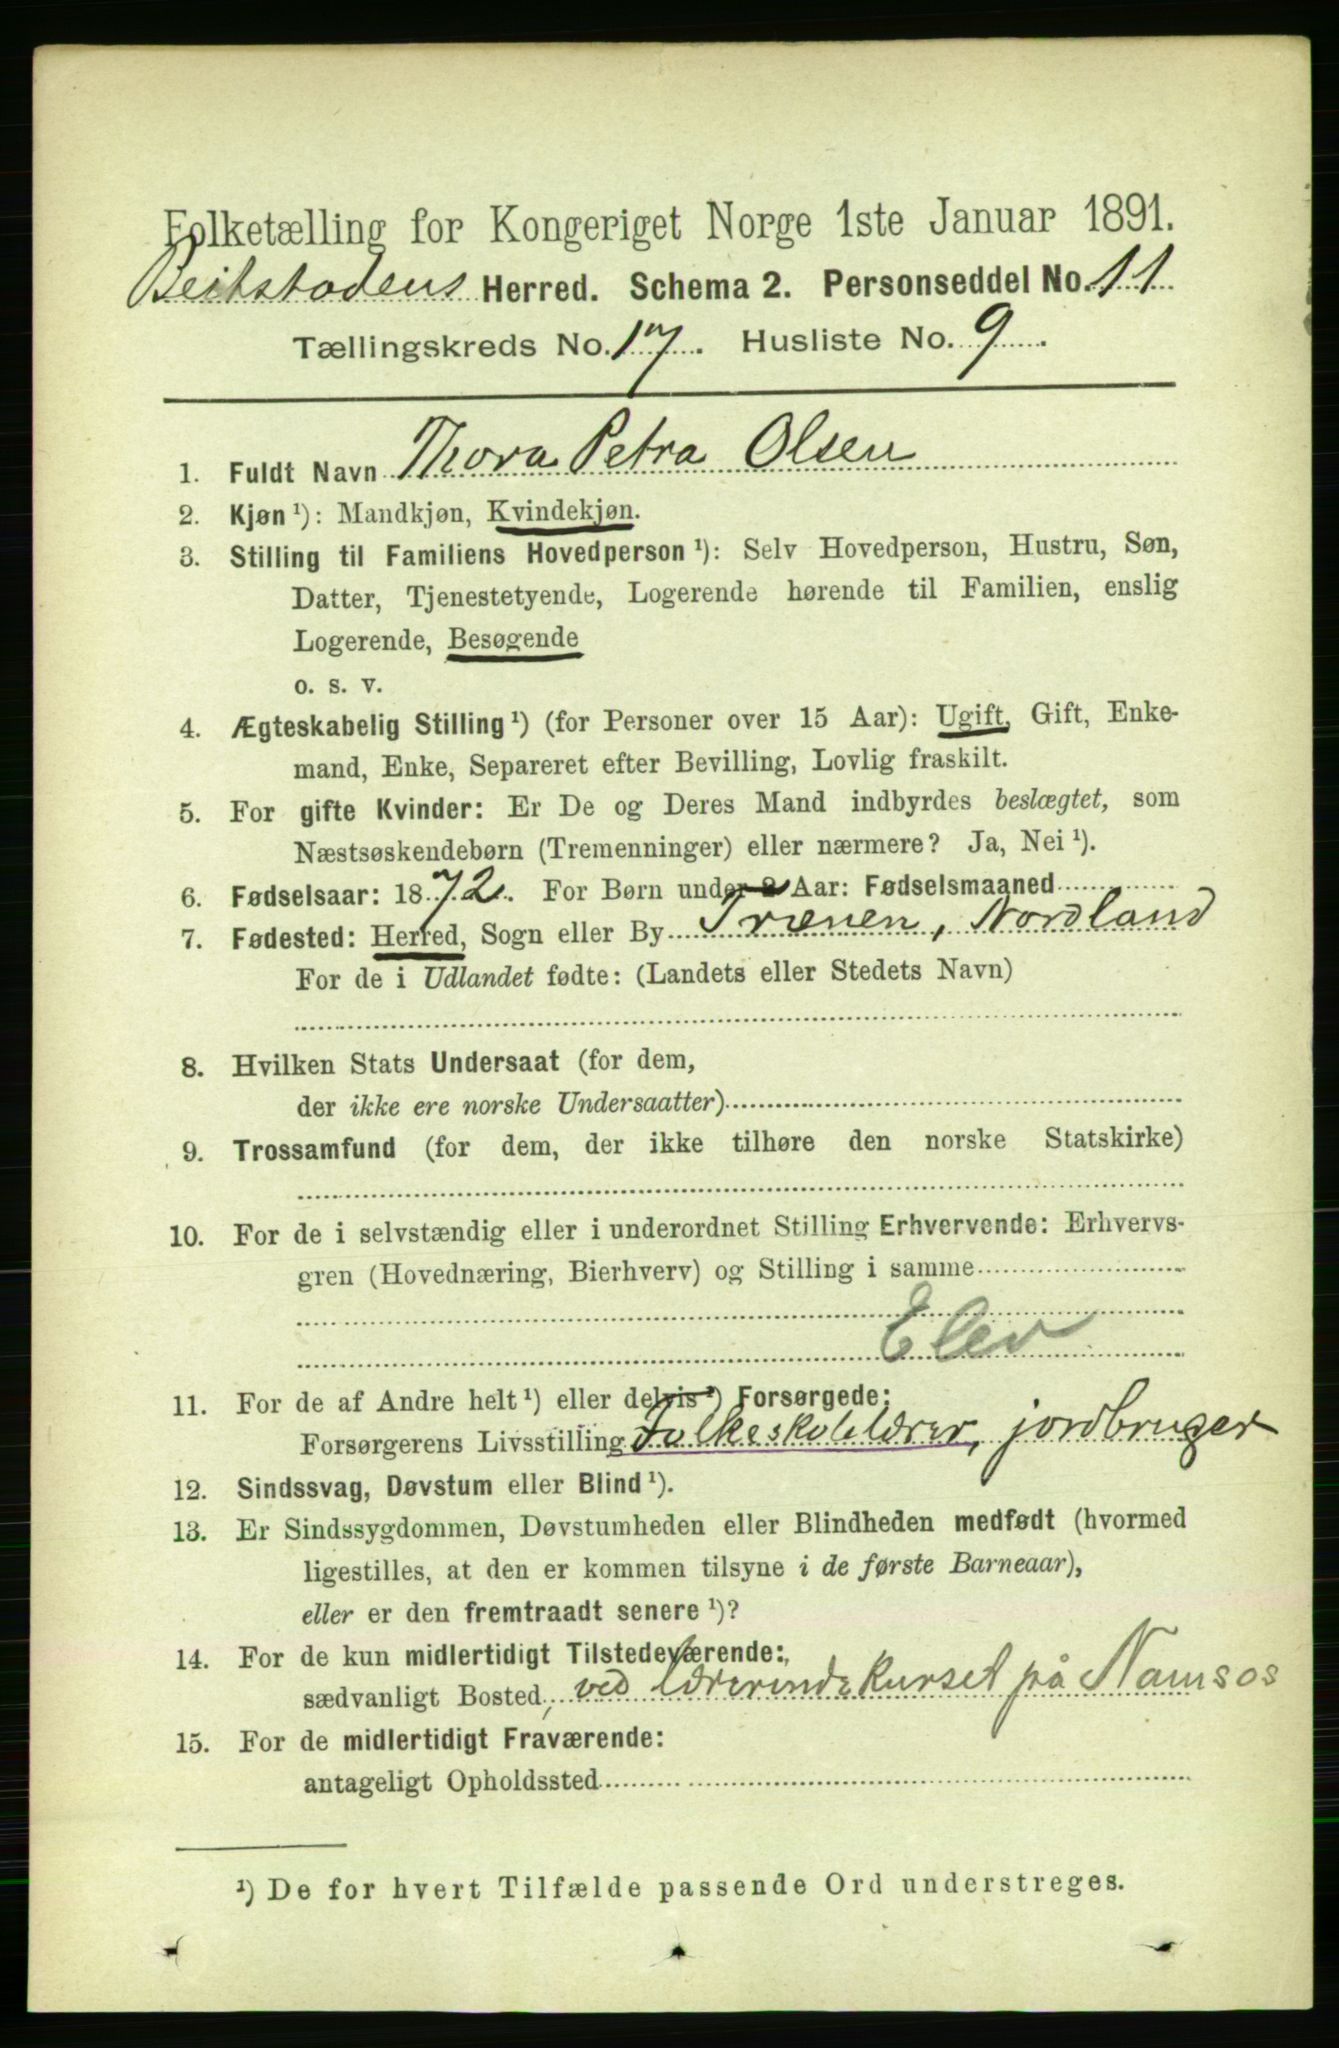 Folketælling for Kongeriget Norge 1ste Januar 1891.
Beitstadens Herred. Schema 2. Personseddel No. 11
Tællingskreds No. 17. Husliste No. 9.
1. Fuldt Navn Thora Petra Olsen
2. Kjøn ¹): Mandkjøn, Kvindekjøn.
3. Stilling til Familiens Hovedperson ¹): Selv Hovedperson, Hustru, Søn,
Datter, Tjenestetyende, Logerende hørende til Familien, enslig
Logerende, Besøgende
o. s. v.
4. Ægteskabelig Stilling ¹) (for Personer over 15 Aar): Ugift, Gift, Enke-
mand, Enke, Separeret efter Bevilling, Lovlig fraskilt.
5. For gifte Kvinder: Er De og Deres Mand indbyrdes beslægtet, som
Næstsøskendebørn (Tremenninger) eller nærmere? Ja, Nei ¹).
6. Fødselsaar: 1872. For Børn under 2 Aar: Fødselsmaaned
7. Fødested: Herred, Sogn eller By Trænen, Nordland
For de i Udlandet fødte: (Landets eller Stedets Navn)
8. Hvilken Stats Undersaat (for dem,
der ikke ere norske Undersaatter)
9. Trossamfund (for dem, der ikke tilhøre den norske Statskirke)
10. For de i selvstændig eller i underordnet Stilling Erhvervende: Erhvervs-
gren (Hovednæring, Bierhverv) og Stilling i samme
Elev
11. For de af Andre helt ¹) eller delvis ¹) Forsørgede:
Forsørgerens Livsstilling Folkeskolelærer, jordbruger
12. Sindssvag, Døvstum eller Blind ¹).
13. Er Sindssygdommen, Døvstumheden eller Blindheden medfødt (hvormed
ligestilles, at den er kommen tilsyne i de første Barneaar),
eller er den fremtraadt senere ¹)?
14. For de kun midlertidigt Tilstedeværende:
sædvanligt Bosted, ved lærerindekurset på Namsos
15. For de midlertidigt Fraværende:
antageligt Opholdssted
¹) De for hvert Tilfælde passende Ord understreges.